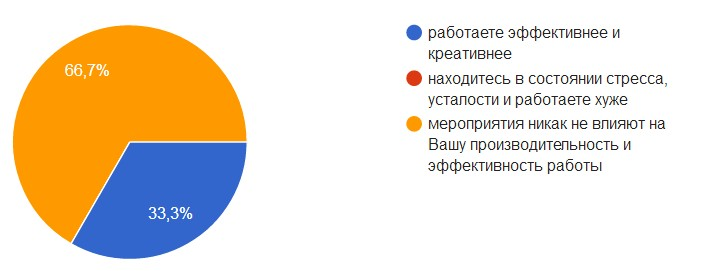 66,7%
33,3%
работаете эффективнее и
креативнее
находитесь в состоянии стресса,
усталости и работаете хуже
мероприятия никак не влияют на
Вашу производительность и
эффективность работы